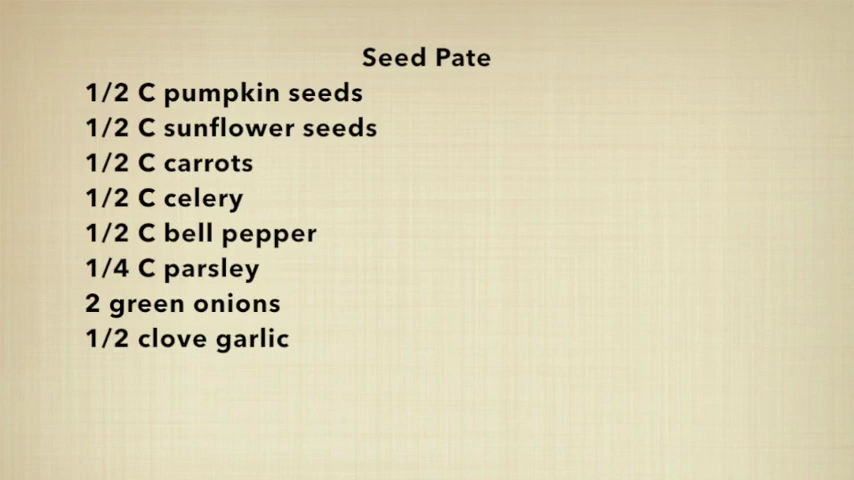 Seed Pate
1/2 C pumpkin seeds
1/2 C sunflower seeds
1/2 C carrots
1/2 C celery
1/2 C bell pepper
1/4 C parsley
2 green onions
1/2 clove garlic